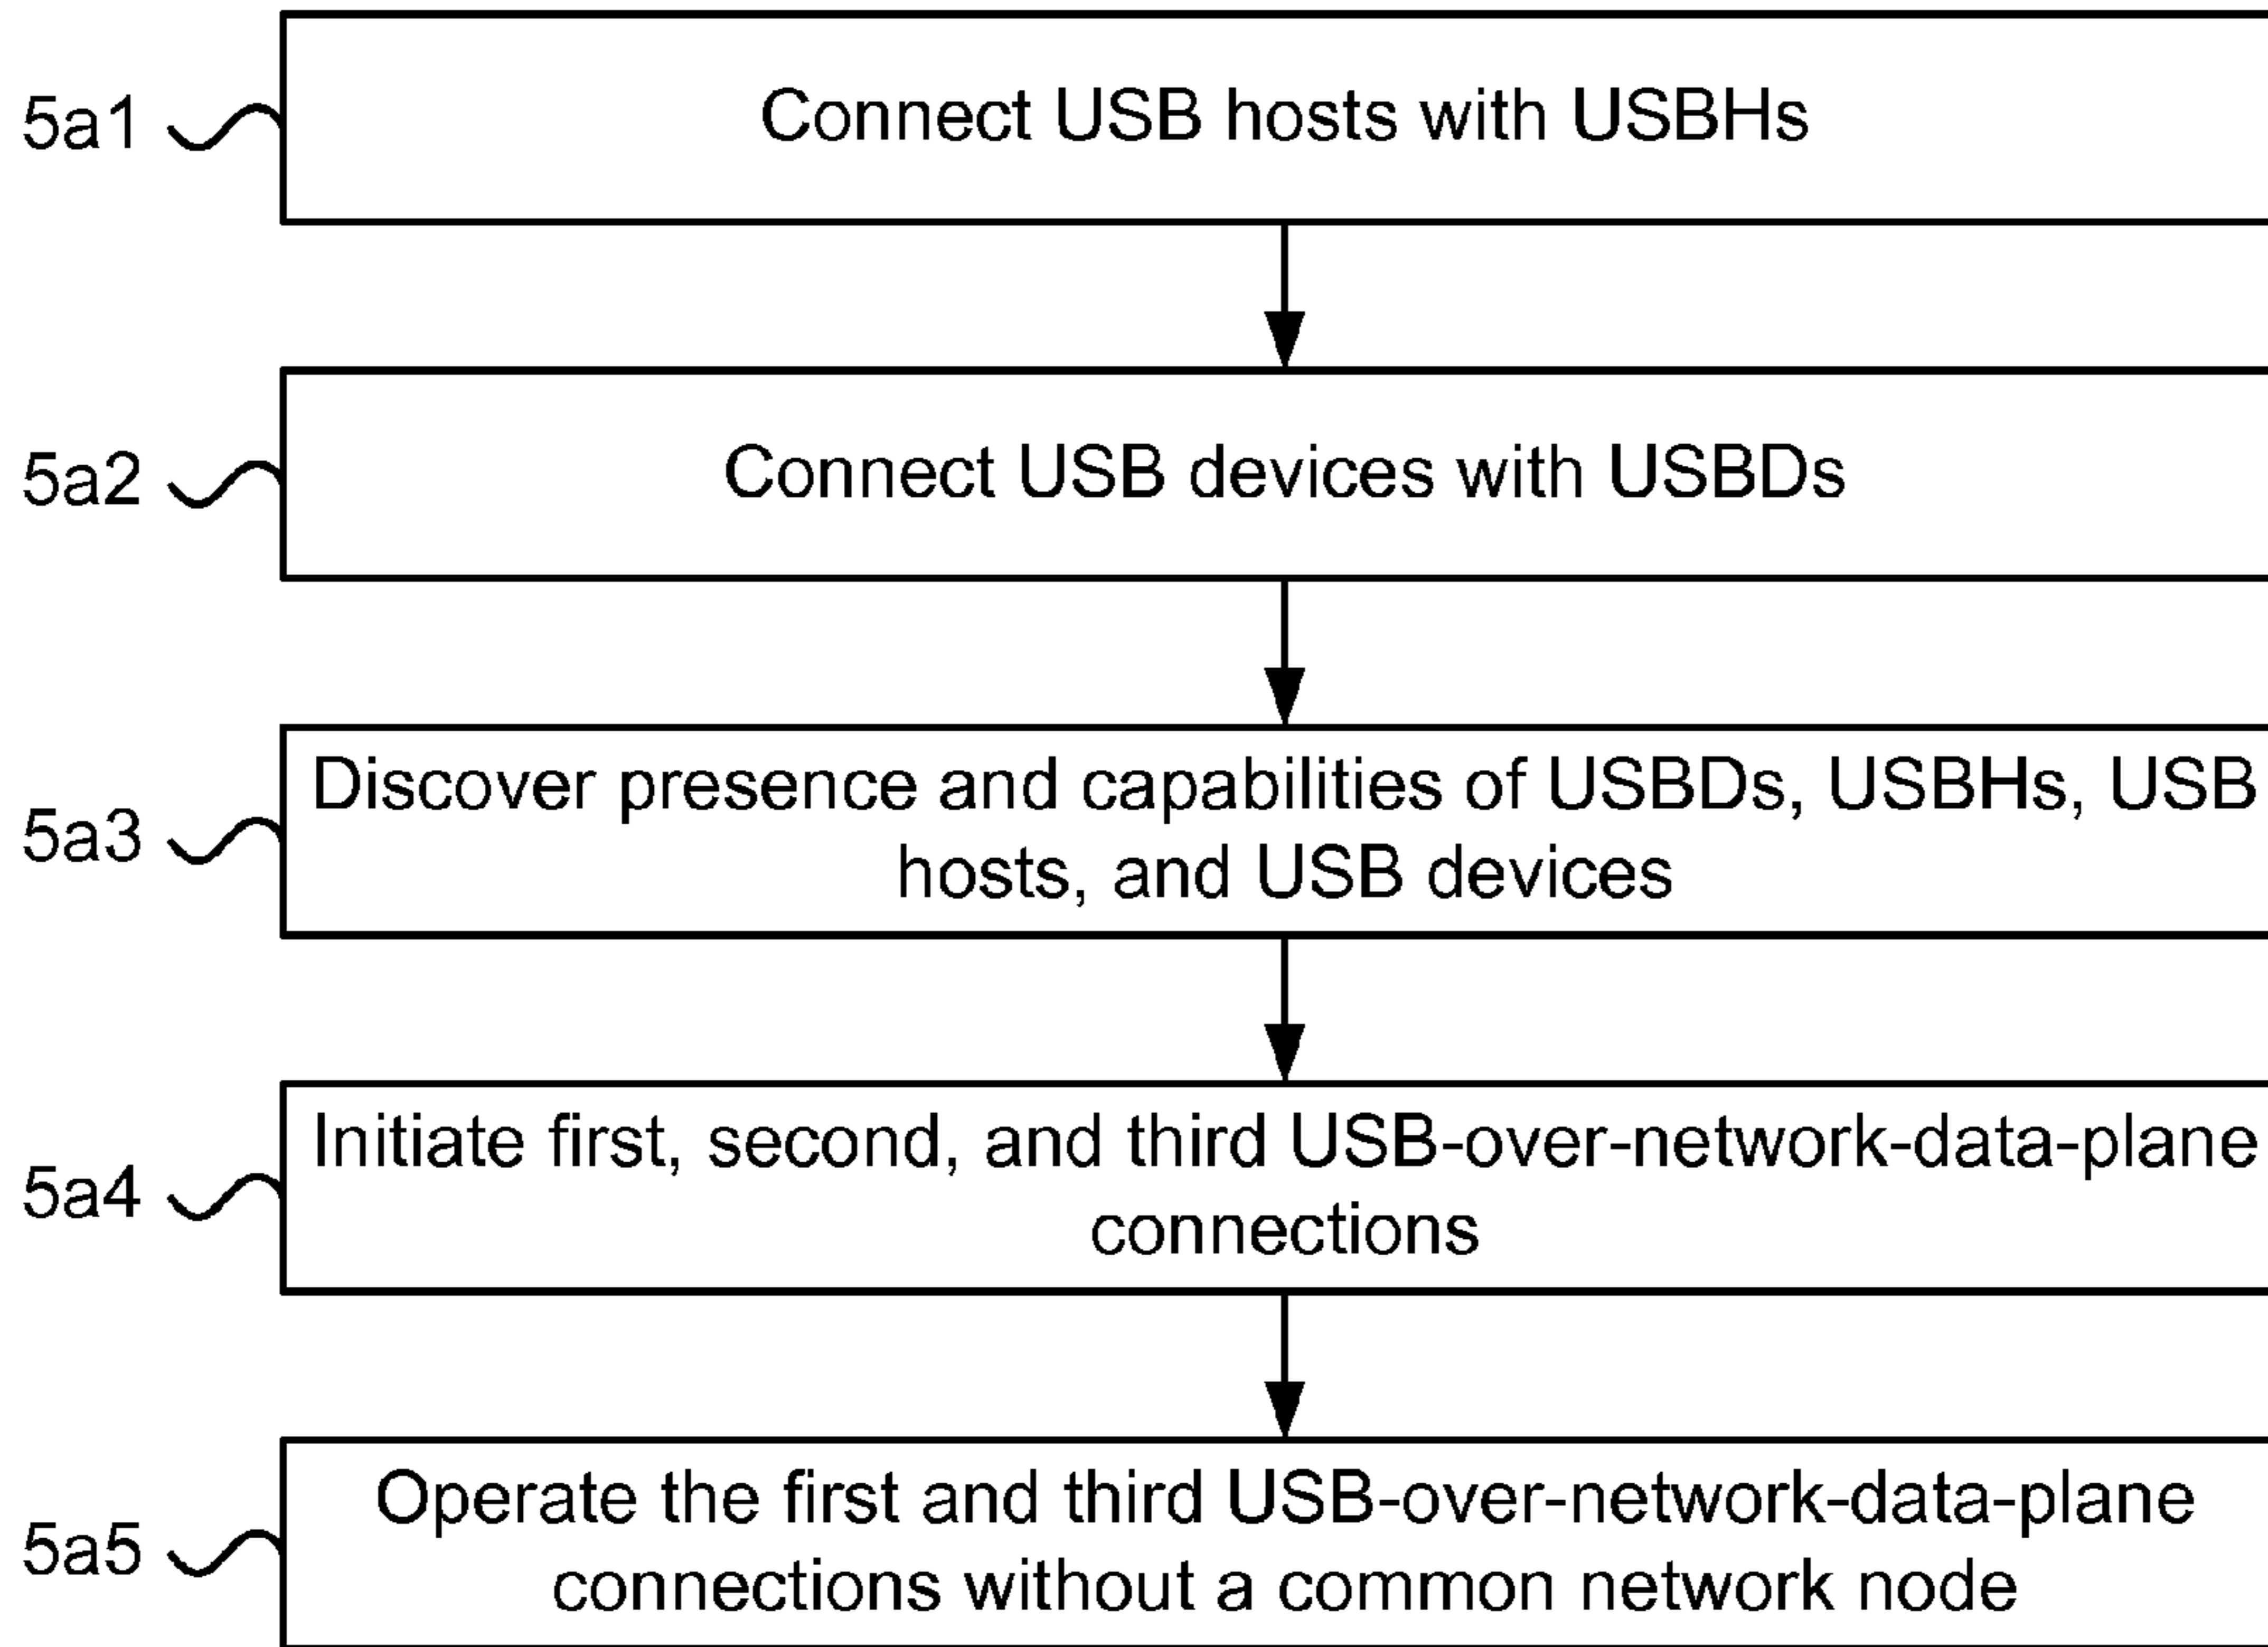 5a1
Connect USB hosts with USBHs
5a2
Connect USB devices with USBDs
5a3
Discover presence and capabilities of USBDs, USBHs, USB
hosts, and USB devices
5a4
Initiate first, second, and third USB-over-network-data-plane
connections
5a5
Operate the first and third USB-over-network-data-plane
connections without a common network node